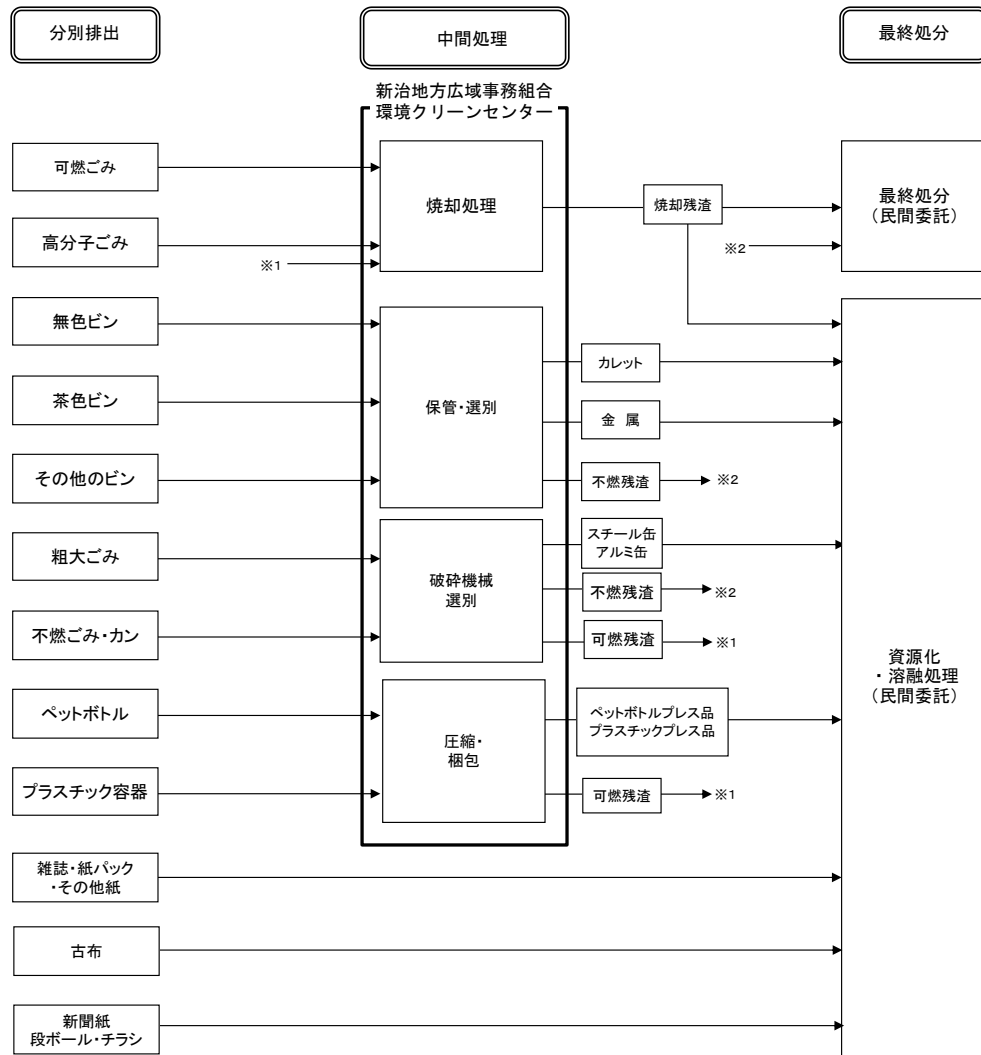 分別排出
中間処理
最終処分
新治地方広域事務組合
環境クリーンセンター
可燃ごみ
高分子ごみ
※1
焼却処理
焼却残渣
※2
最終処分
(民間委託)
無色ビン
茶色ビン
その他のビン
保管・選別
カレット
金 属
不燃残渣
※2
粗大ごみ
不燃ごみ・カン
破砕機械
選別
スチール缶
アルミ缶
不燃残渣
※2
可燃残渣
※1
資源化
・溶融処理
(民間委託)
ペットボトル
プラスチック容器
圧縮・
梱包
ペットボトルプレス品
プラスチックプレス品
可燃残渣
※1
雑誌・紙パック
・その他紙
古布
新聞紙
段ボール・チラシ